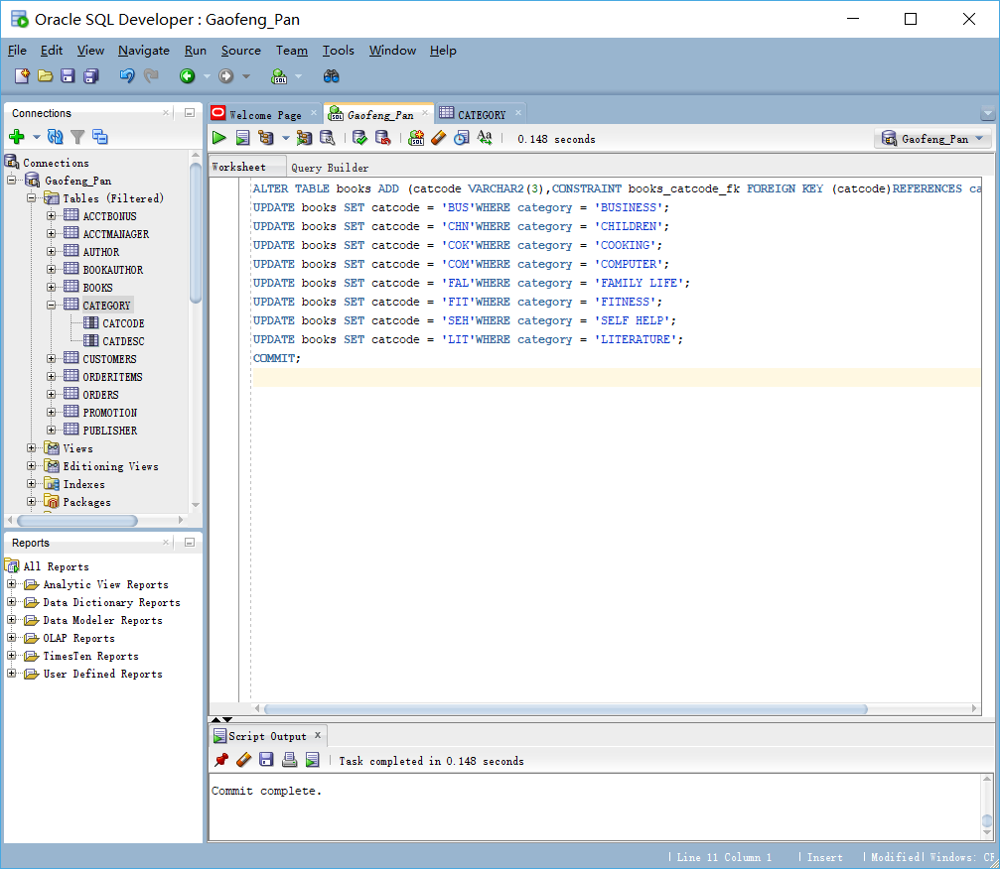 Oracle SQL Developer : Gaofeng_Pan
File Edit View Navigate Run Source Team Tools Window Help
Connections
Connections
Gaofeng_Pan
Tables (Filtered)
ACCTBONUS
ACCTMANAGER
AUTHOR
BOOKAUTHOR
BOOKS
CATEGORY
CATCODE
CATDESC
CUSTOMERS
ORDERITEMS
ORDERS
PROMOTION
PUBLISHER
Views
Editioning Views
Indexes
Packages
Reports
All Reports
Analytic View Reports
Data Dictionary Reports
Data Modeler Reports
OLAP Reports
TimesTen Reports
User Defined Reports
Welcome Page Gaofeng_Pan CATEGORY
0.148 seconds Gaofeng_Pan
Worksheet Query Builder
ALTER TABLE books ADD (catcode VARCHAR2(3),CONSTRAINT books_catcode_fk FOREIGN KEY (catcode)REFERENCES ca
UPDATE books SET catcode = 'BUS'WHERE category = 'BUSINESS';
UPDATE books SET catcode = 'CHN'WHERE category = 'CHILDREN';
UPDATE books SET catcode = 'COK'WHERE category = 'COOKING';
UPDATE books SET catcode = 'COM'WHERE category = 'COMPUTER';
UPDATE books SET catcode = 'FAL'WHERE category = 'FAMILY LIFE';
UPDATE books SET catcode = 'FIT'WHERE category = 'FITNESS';
UPDATE books SET catcode = 'SEH'WHERE category = 'SELF HELP';
UPDATE books SET catcode = 'LIT'WHERE category = 'LITERATURE';
COMMIT;
Script Output
Task completed in 0.148 seconds
Commit complete.
Line 11 Column 1 | Insert | Modified| Windows: CF